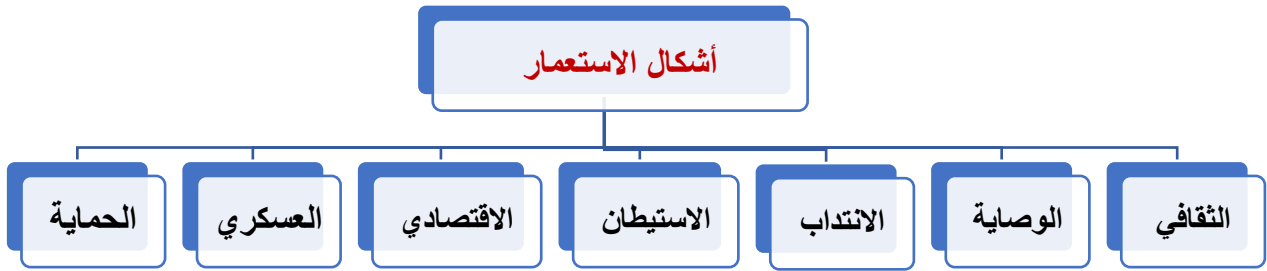 أشكال الاستعمار
الثقافي
الوصاية
الانتداب
الاستيطان
الاقتصادي
العسكري
الحماية